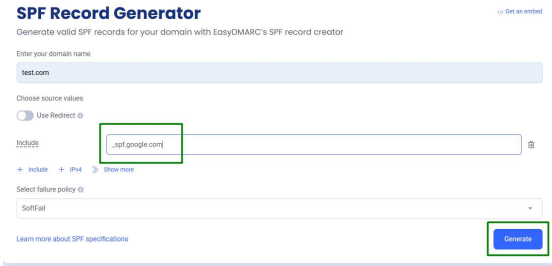 SPF Record Generator
</> Get an embed
Generate valid SPF records for your domain with EasyDMARC's SPF record creator
Enter your domain name
test.com
Choose source values
Use Redirect
Include
_spf.google.com
+ Include + IPv4 Show more
Select failure policy
SoftFail
Learn more about SPF specifications
Generate